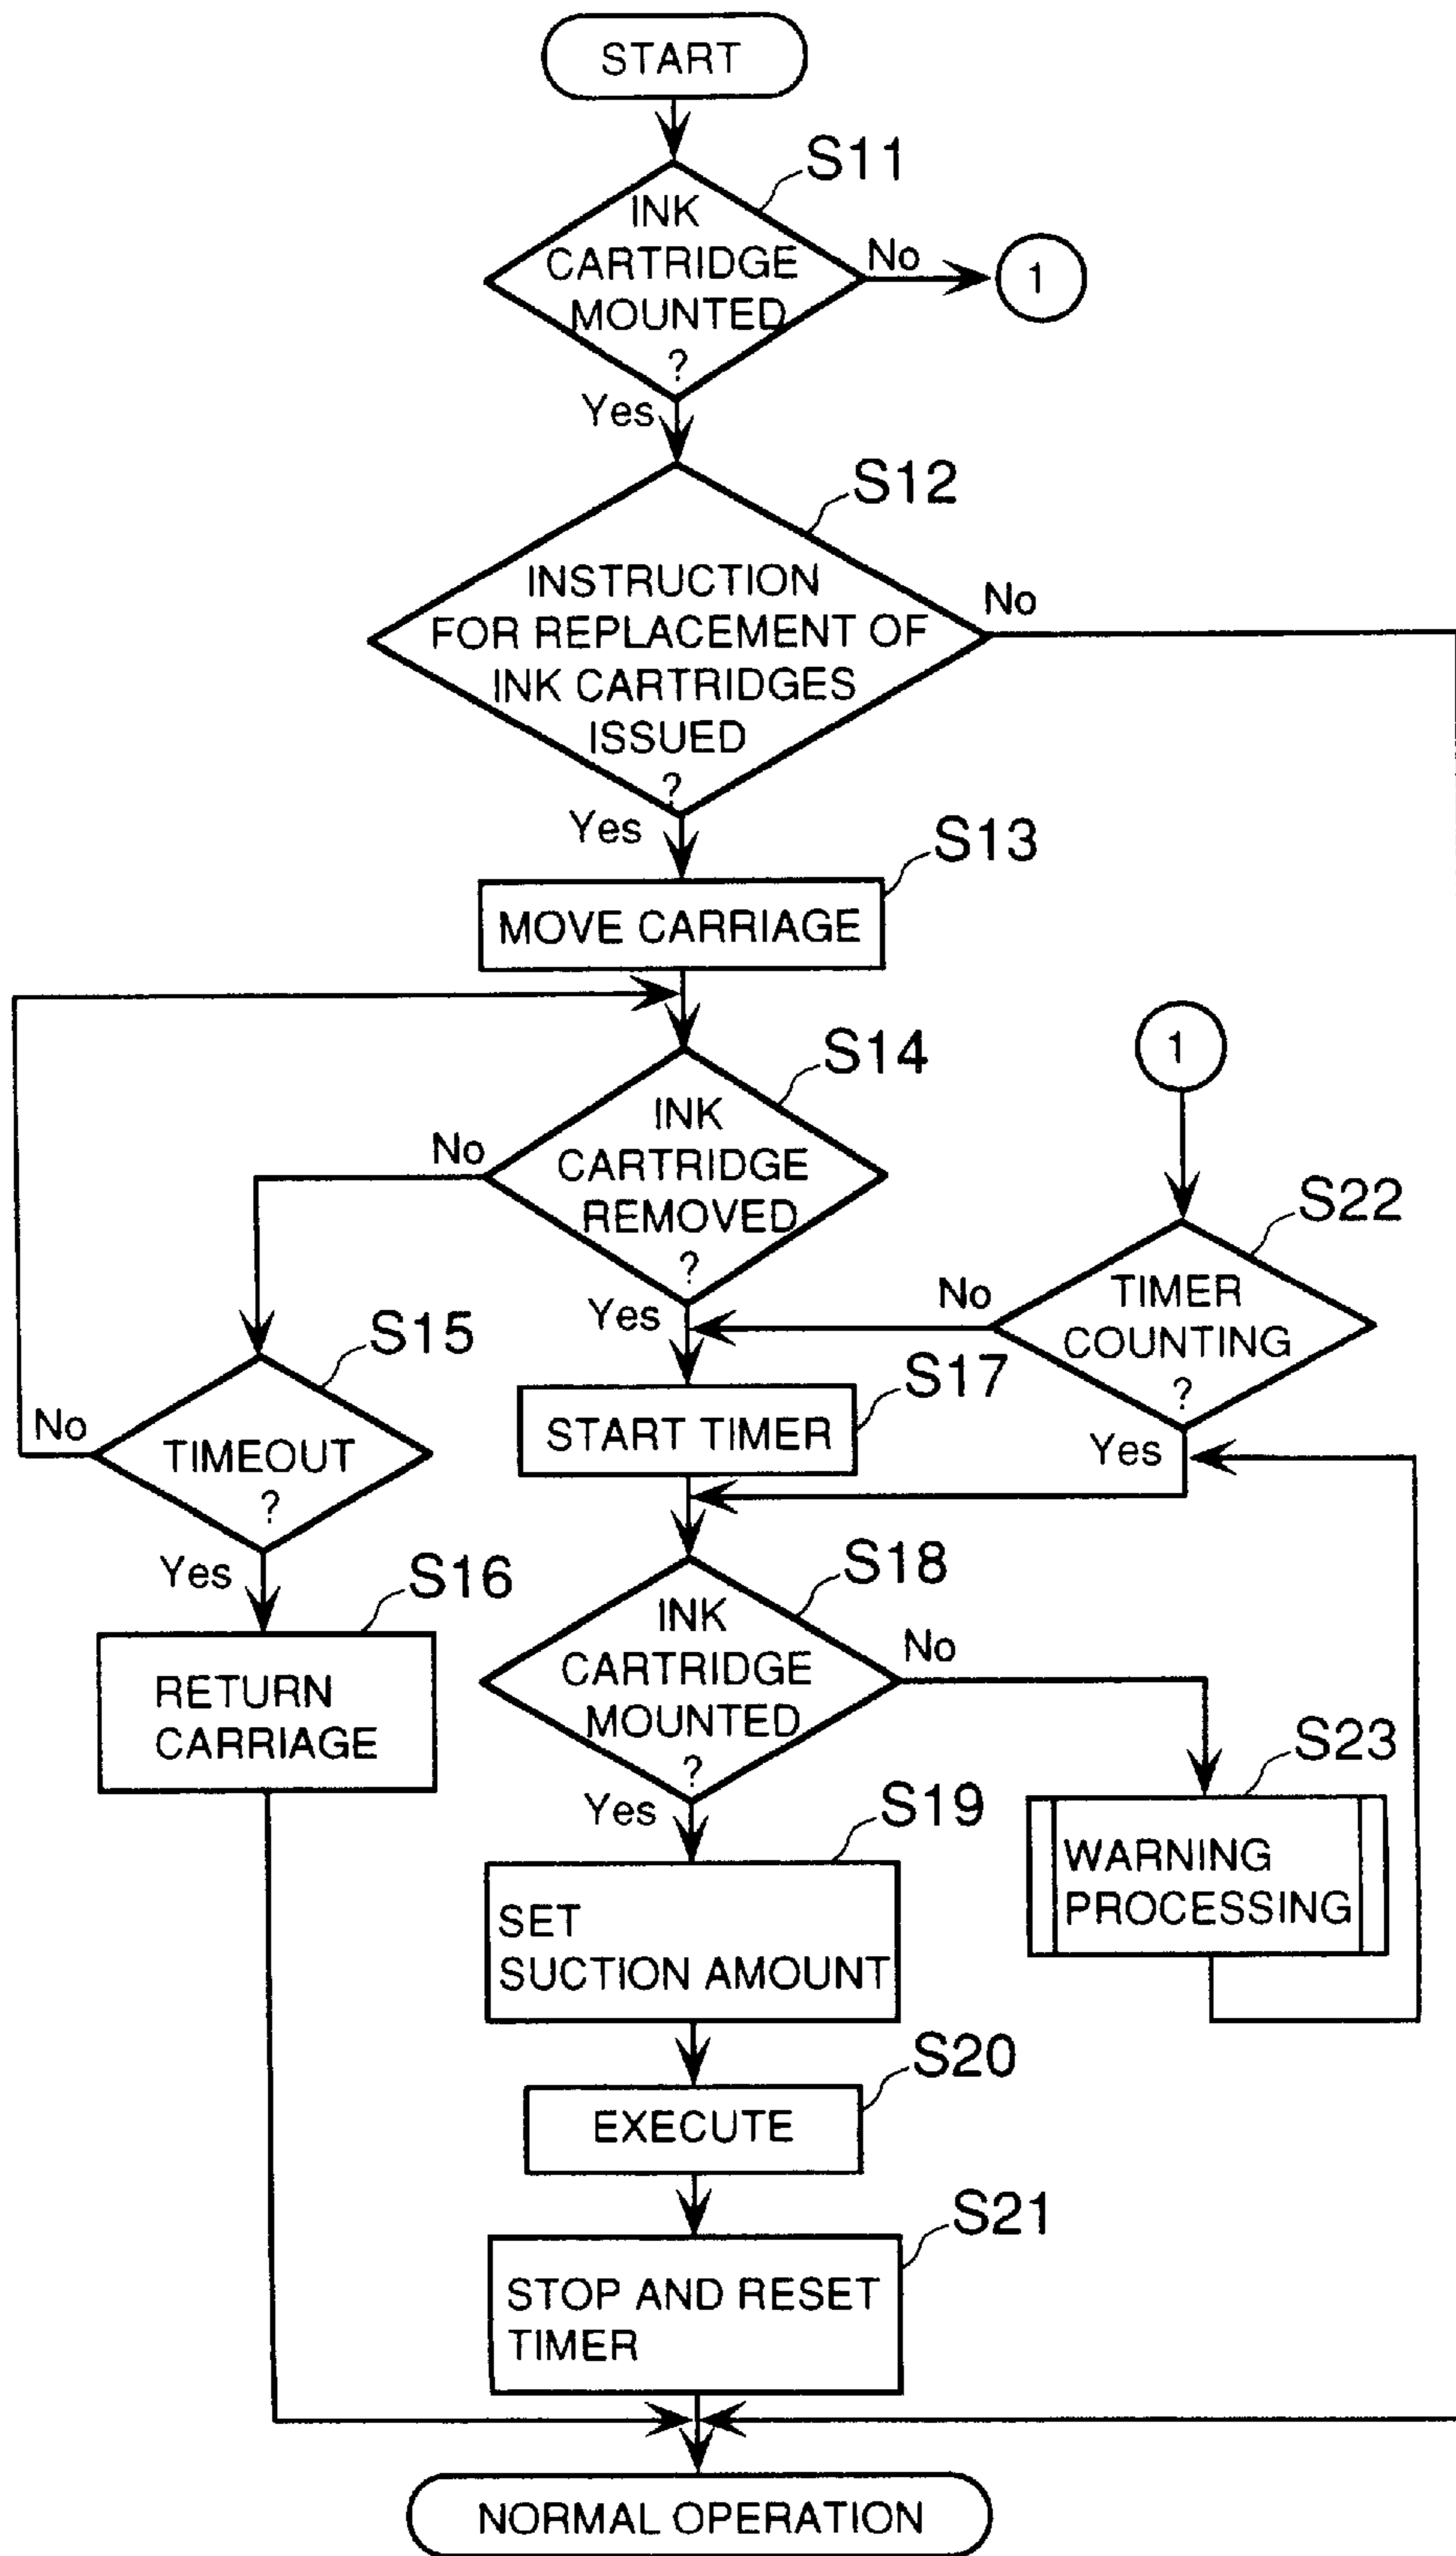 START
S11
INK
CARTRIDGE
MOUNTED
?
No
1
Yes
S12
INSTRUCTION
FOR REPLACEMENT OF
INK CARTRIDGES
ISSUED
?
No
Yes
S13
MOVE CARRIAGE
S14
INK
CARTRIDGE
REMOVED
?
No
Yes
1
S22
TIMER
COUNTING
?
No
Yes
S15
TIMEOUT
?
No
Yes
S17
START TIMER
S16
RETURN
CARRIAGE
S18
INK
CARTRIDGE
MOUNTED
?
No
Yes
S23
WARNING
PROCESSING
S19
SET
SUCTION AMOUNT
S20
EXECUTE
S21
STOP AND RESET
TIMER
NORMAL OPERATION